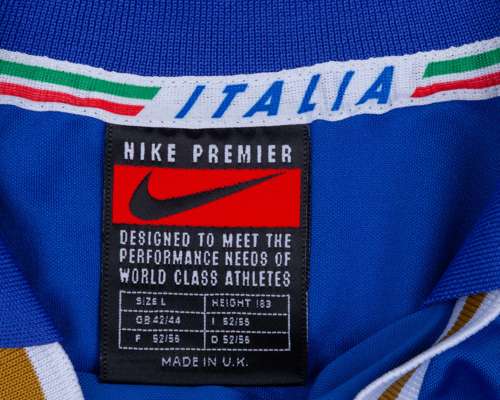 ITALIA
NIKE PREMIER
DESIGNED TO MEET THE
PERFORMANCE NEEDS OF
WORLD CLASS ATHLETES
SIZE L HEIGHT 183
GB 42/44 I 52/56
F 52/56 D 52/56
MADE IN U.K.